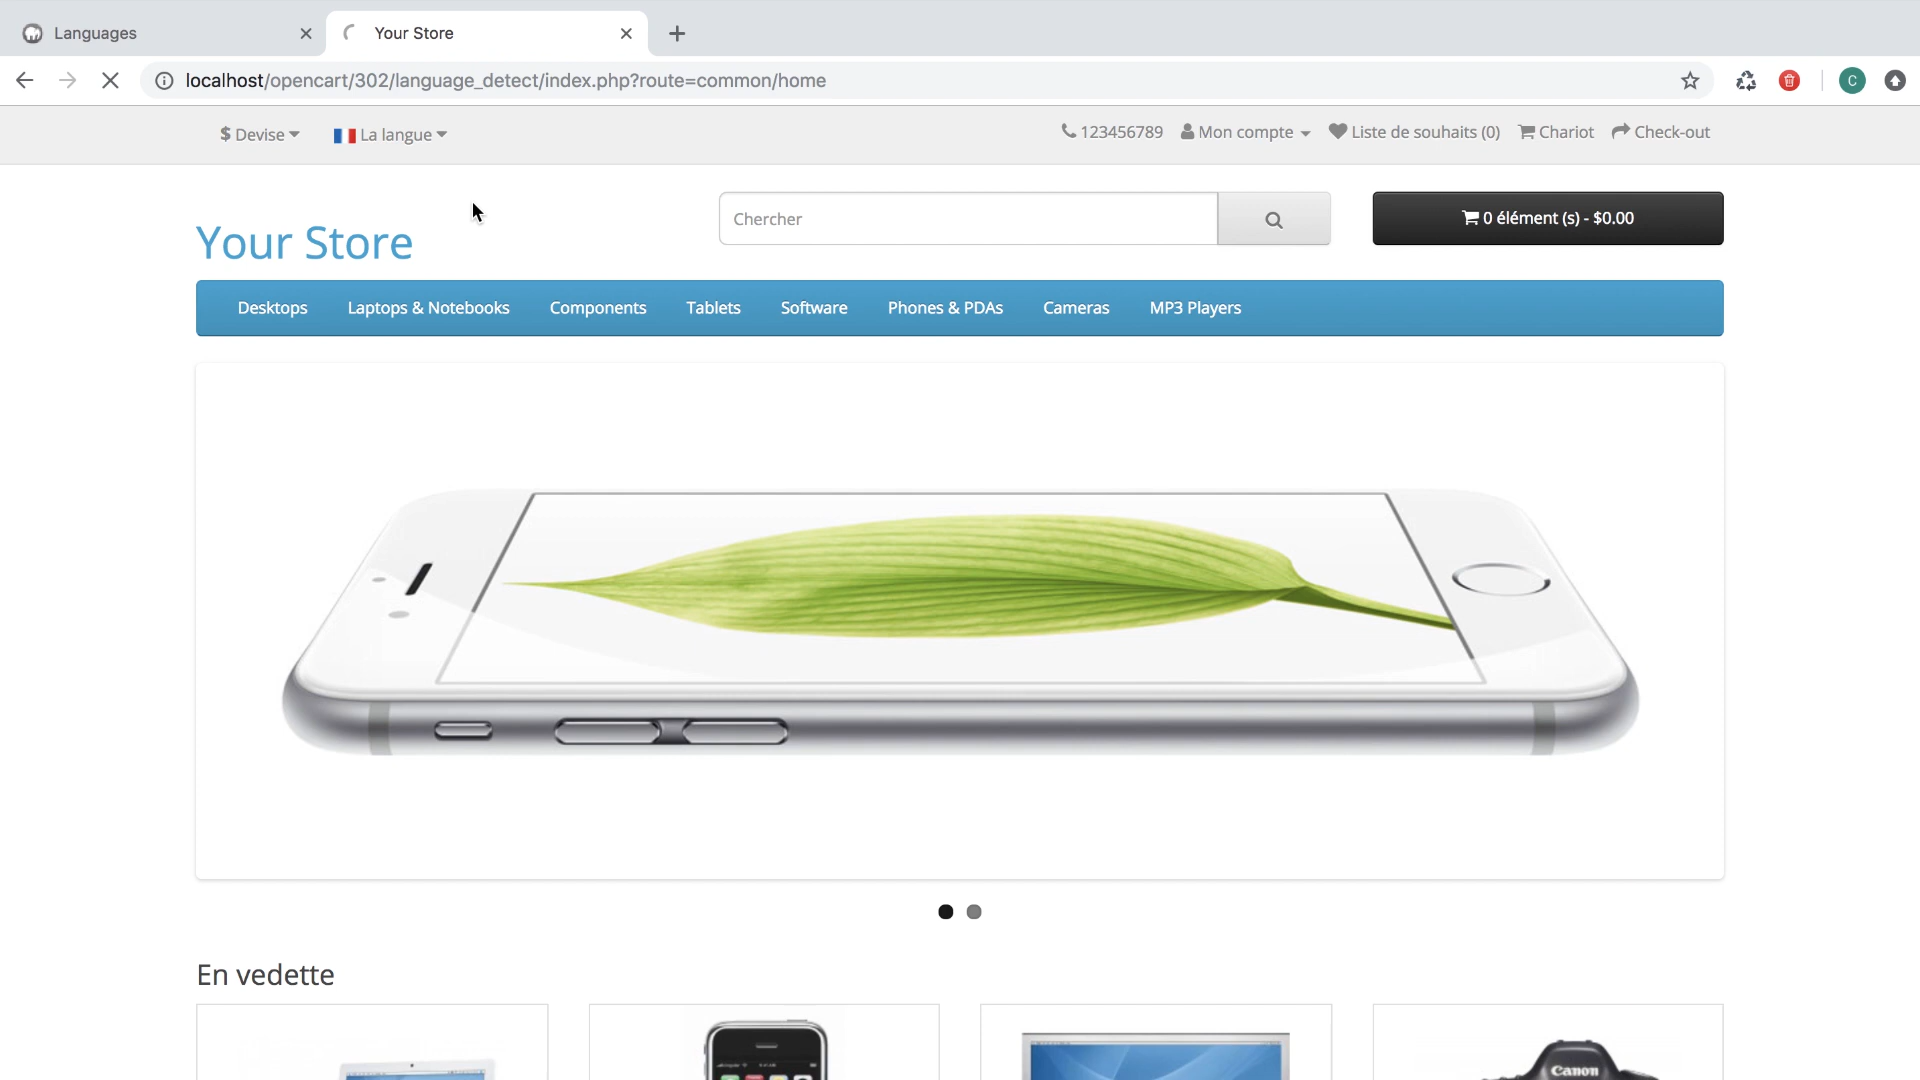 Languages
Your Store
localhost/opencart/302/language_detect/index.php?route=common/home
C
$ Devise
La langue
123456789
Mon compte
Liste de souhaits (0)
Chariot
Check-out
Your Store
Chercher
0 élément (s) - $0.00
Desktops
Laptops & Notebooks
Components
Tablets
Software
Phones & PDAs
Cameras
MP3 Players
En vedette
Canon